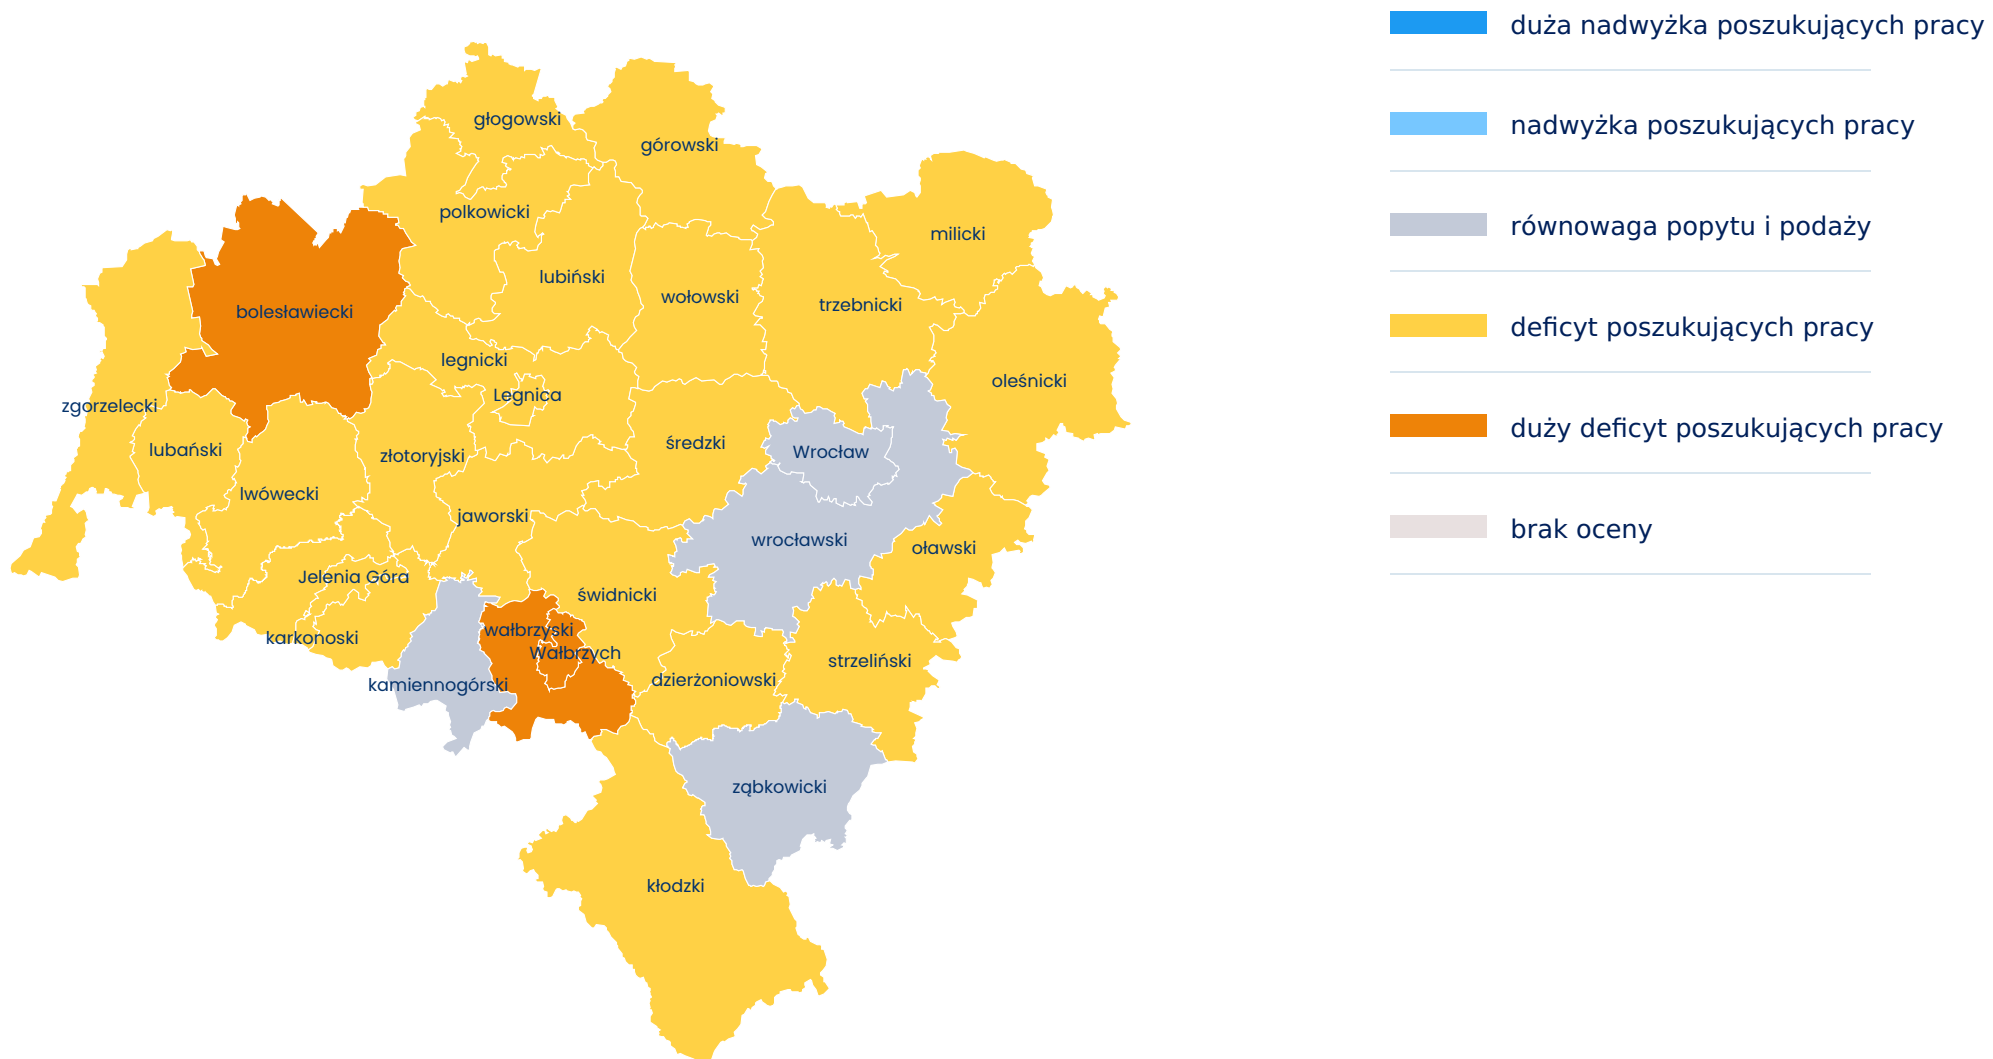 głogowski
górowski
polkowicki
milicki
lubiński
wołowski
trzebnicki
bolesławiecki
legnicki
Legnica
oleśnicki
zgorzelecki
lubański
złotoryjski
średzki
Wrocław
lwówecki
jaworski
wrocławski
oławski
Jelenia Góra
świdnicki
karkonoski
wałbrzyski
Wałbrzych
strzeliński
kamiennogórski
dzierżoniowski
ząbkowicki
kłodzki
duża nadwyżka poszukujących pracy
nadwyżka poszukujących pracy
równowaga popytu i podaży
deficyt poszukujących pracy
duży deficyt poszukujących pracy
brak oceny